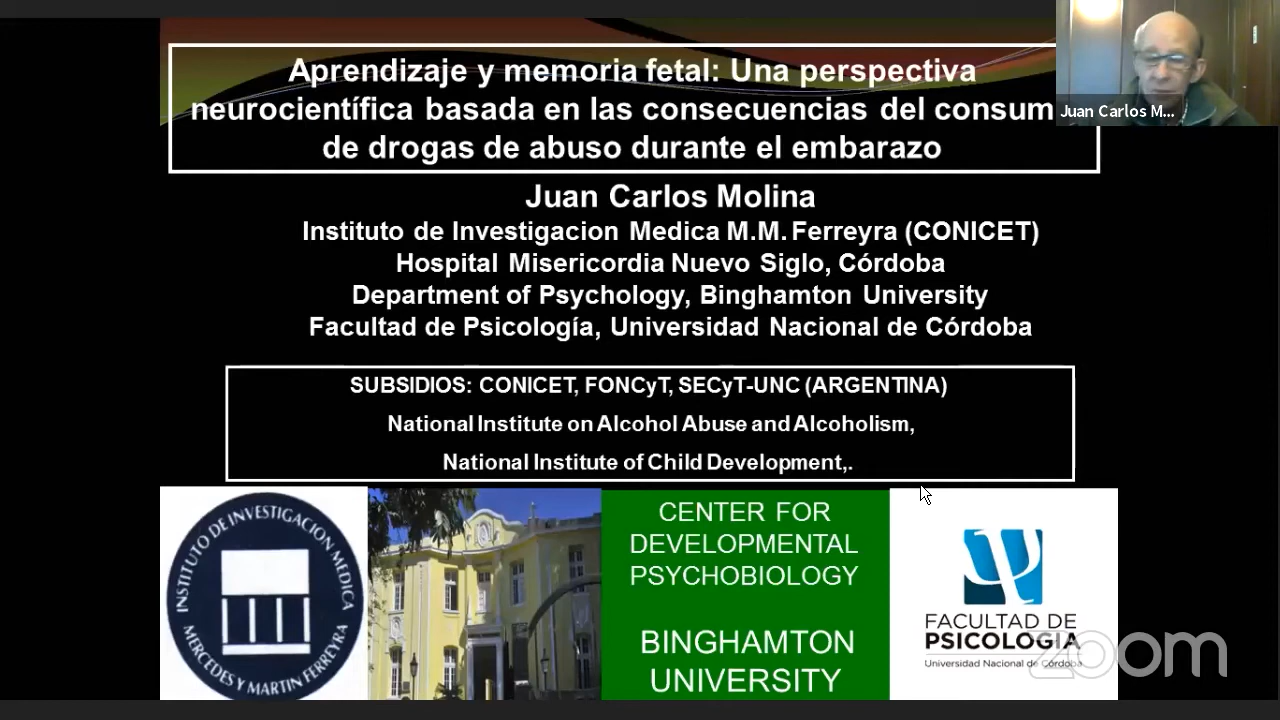 Aprendizaje y memoria fetal: Una perspectiva
neurocientífica basada en las consecuencias del consum
de drogas de abuso durante el embarazo
Juan Carlos M...
Juan Carlos Molina
Instituto de Investigacion Medica M.M. Ferreyra (CONICET)
Hospital Misericordia Nuevo Siglo, Córdoba
Department of Psychology, Binghamton University
Facultad de Psicología, Universidad Nacional de Córdoba
SUBSIDIOS: CONICET, FONCyT, SECyT-UNC (ARGENTINA)
National Institute on Alcohol Abuse and Alcoholism,
National Institute of Child Development,.
INSTITUTO DE INVESTIGACION MEDICA
MERCEDES Y MARTIN FERREYRA
CENTER FOR
DEVELOPMENTAL
PSYCHOBIOLOGY
BINGHAMTON
UNIVERSITY
FACULTAD DE
PSICOLOGÍA
Universidad Nacional de Córdoba
zoom